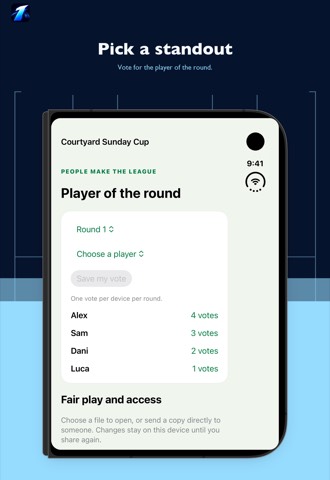 Pick a standout
Vote for the player of the round.
Courtyard Sunday Cup
9:41
PEOPLE MAKE THE LEAGUE
Player of the round
Round 1
Choose a player
Save my vote
One vote per device per round.
Alex 4 votes
Sam 3 votes
Dani 2 votes
Luca 1 votes
Fair play and access
Choose a file to open, or send a copy directly to
someone. Changes stay on this device until you
share again.